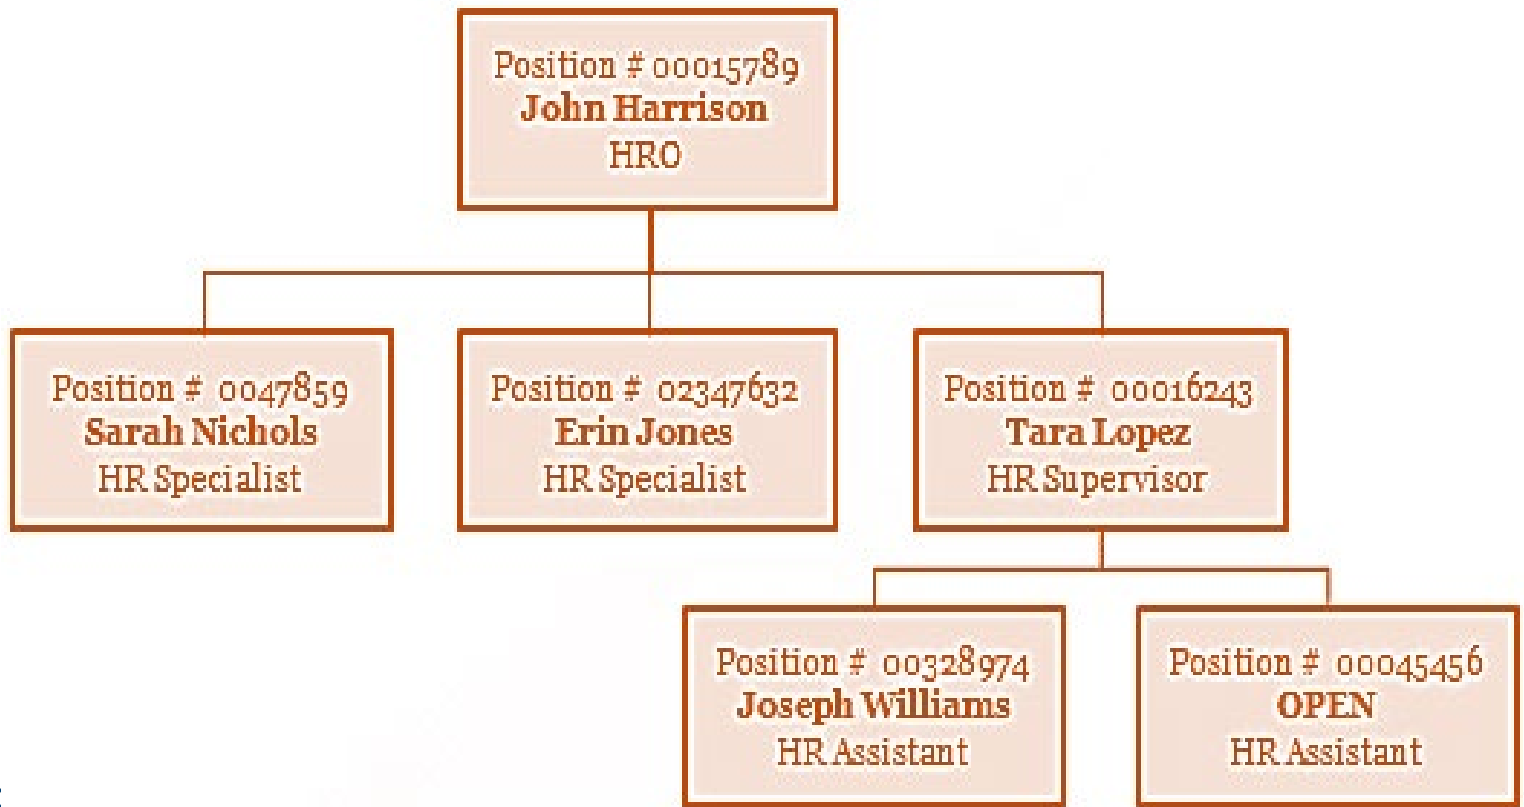 Position # 00015789
John Harrison
HRO
Position # 0047859
Sarah Nichols
HR Specialist
Position # 02347632
Erin Jones
HR Specialist
Position # 00016243
Tara Lopez
HR Supervisor
Position # 00328974
Joseph Williams
HR Assistant
Position # 00045456
OPEN
HR Assistant